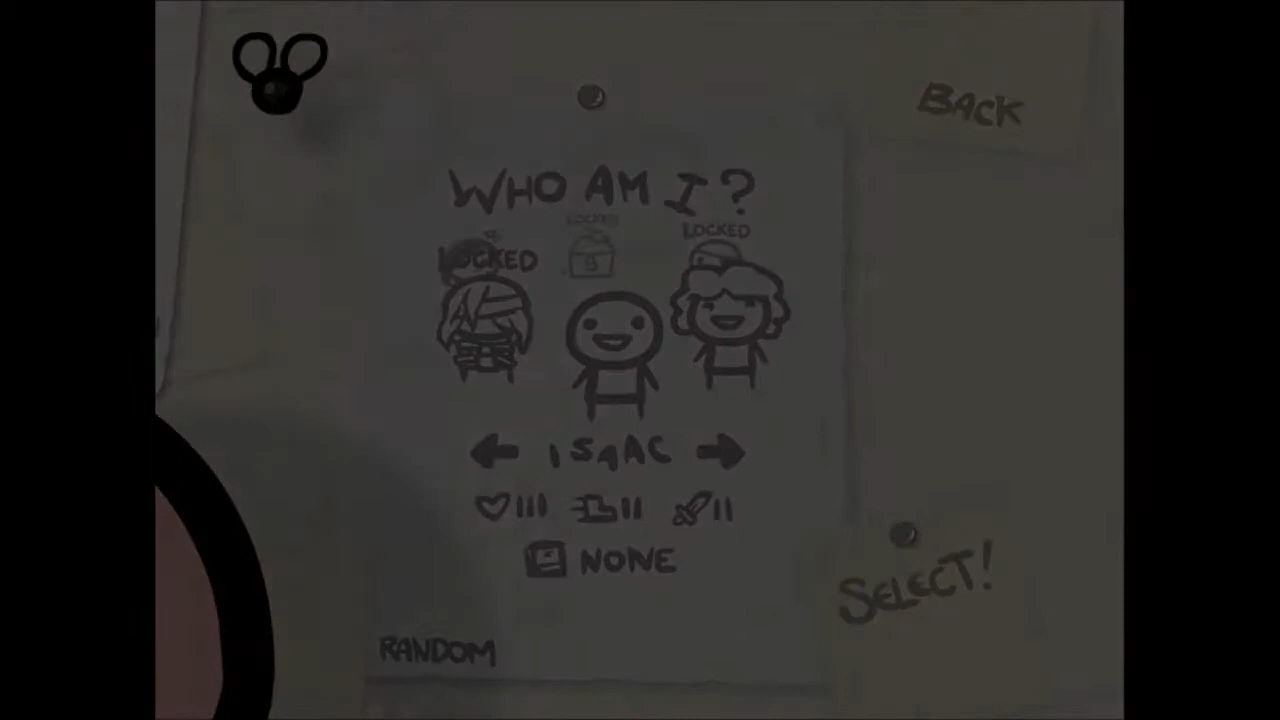 BACK
WHO AM I?
LOCKED
LOCKED
LOCKED
ISAAC
NONE
SELECT!
RANDOM